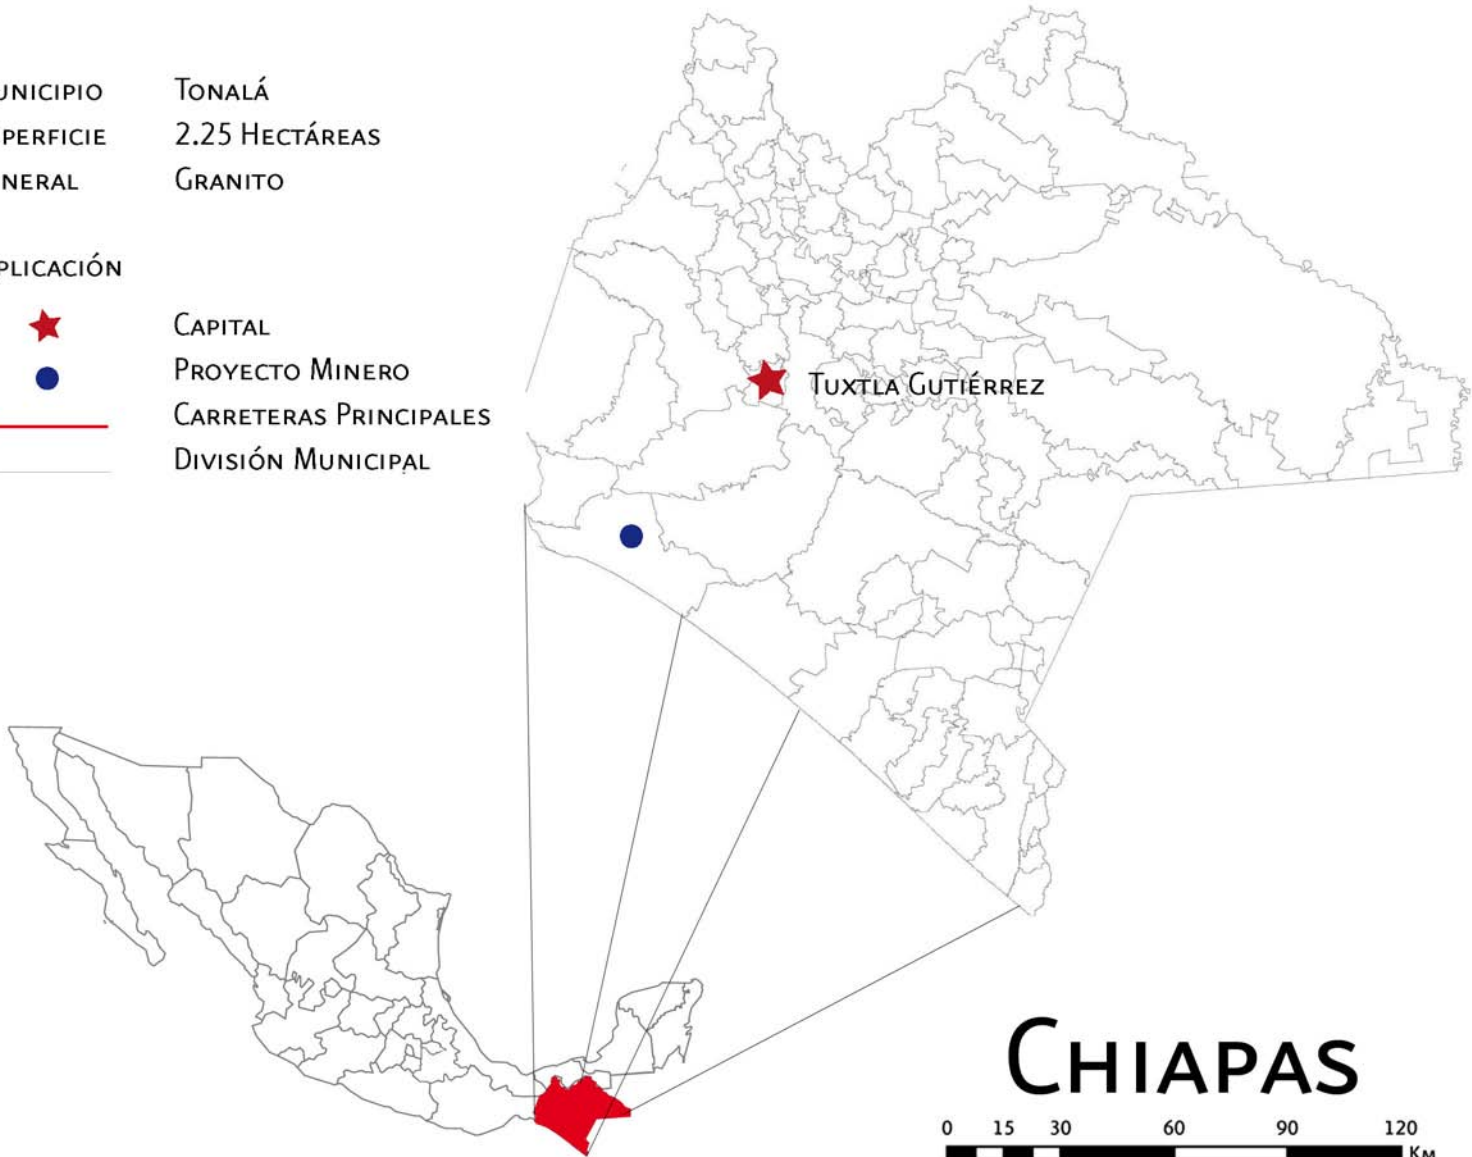 UNICIPIO TONALÁ
PERFICIE 2.25 HECTÁREAS
NERAL GRANITO
PLICACIÓN
CAPITAL
PROYECTO MINERO
CARRETERAS PRINCIPALES
DIVISIÓN MUNICIPAL
TUXTLA GUTIÉRREZ
CHIAPAS
0 15 30 60 90 120
KM